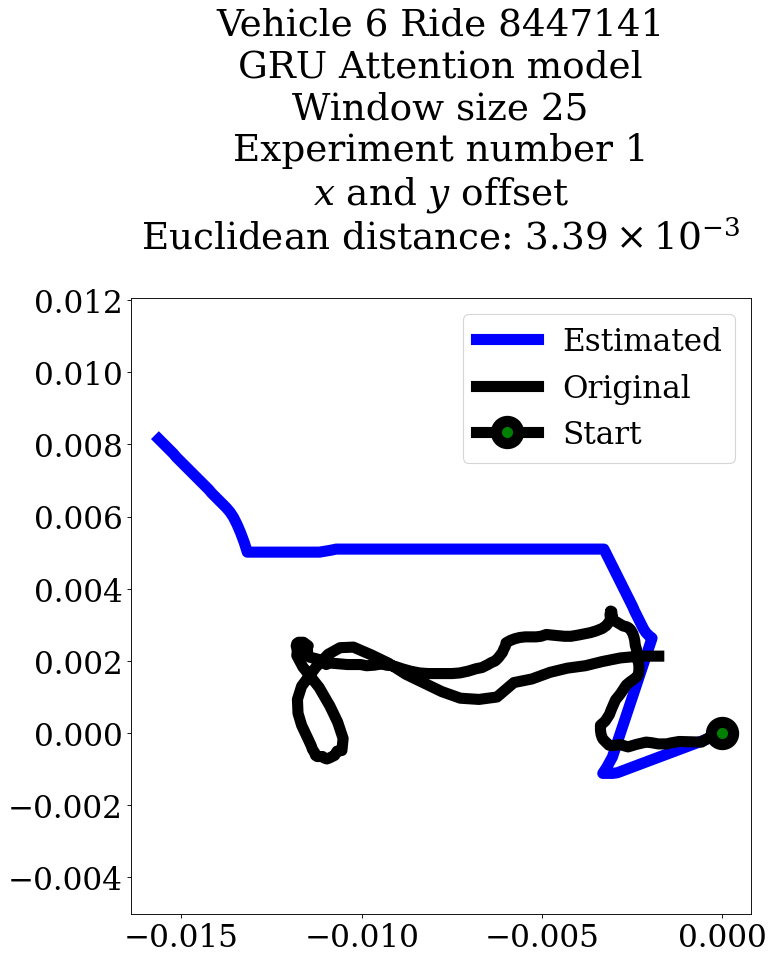 Vehicle 6 Ride 8447141
GRU Attention model
Window size 25
Experiment number 1
x and y offset
Euclidean distance: 3.39 × 10⁻³
0.012
0.010
0.008
0.006
0.004
0.002
0.000
−0.002
−0.004
Estimated
Original
Start
−0.015 −0.010 −0.005 0.000